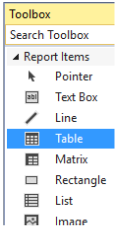 Toolbox
Search Toolbox
Report Items
Pointer
Text Box
Line
Table
Matrix
Rectangle
List
Image